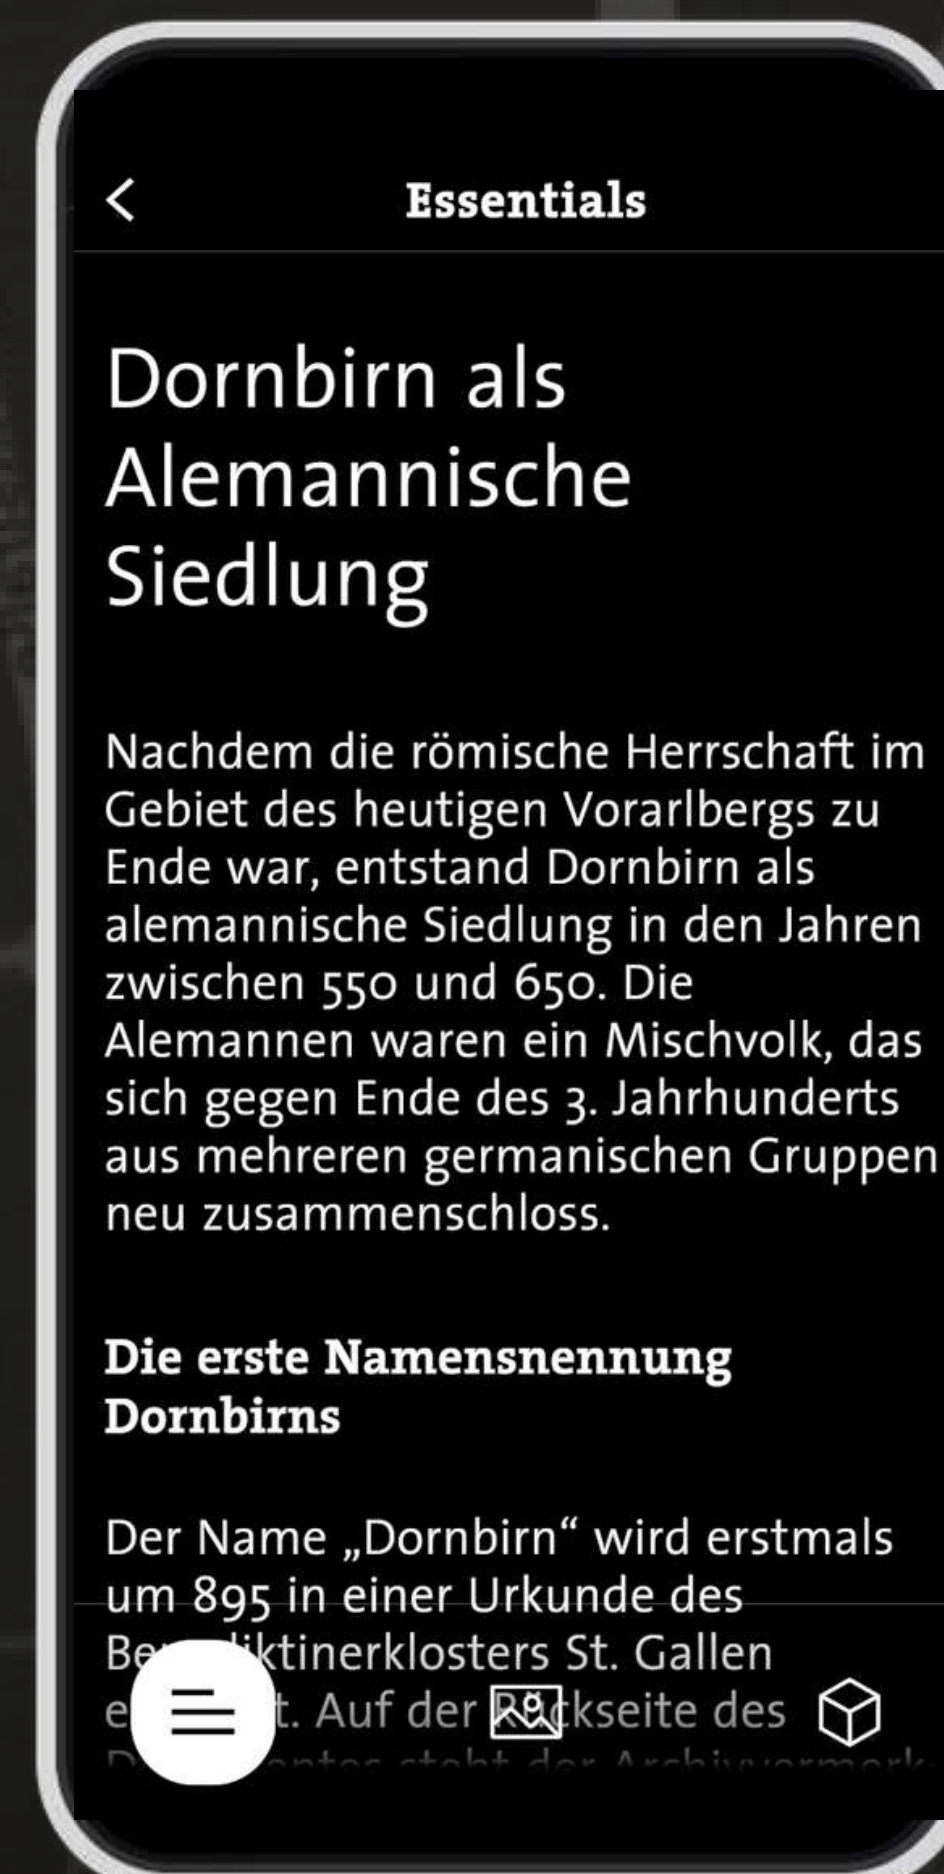 Essentials
Dornbirn als
Alemannische
Siedlung
Nachdem die römische Herrschaft im
Gebiet des heutigen Vorarlbergs zu
Ende war, entstand Dornbirn als
alemannische Siedlung in den Jahren
zwischen 550 und 650. Die
Alemannen waren ein Mischvolk, das
sich gegen Ende des 3. Jahrhunderts
aus mehreren germanischen Gruppen
neu zusammenschloss.
Die erste Namensnennung
Dornbirns
Der Name „Dornbirn“ wird erstmals
um 895 in einer Urkunde des
Benediktinerklosters St. Gallen
Auf der Rückseite des
steht der Archivvermerk